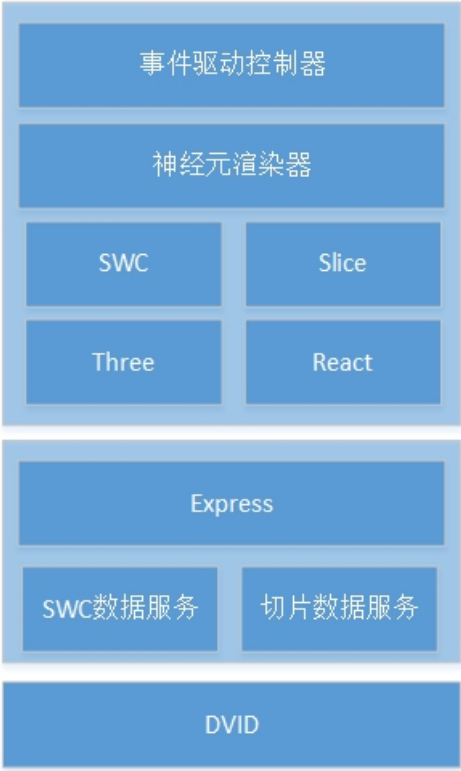 事件驱动控制器
神经元渲染器
SWC
Slice
Three
React
Express
SWC数据服务
切片数据服务
DVID